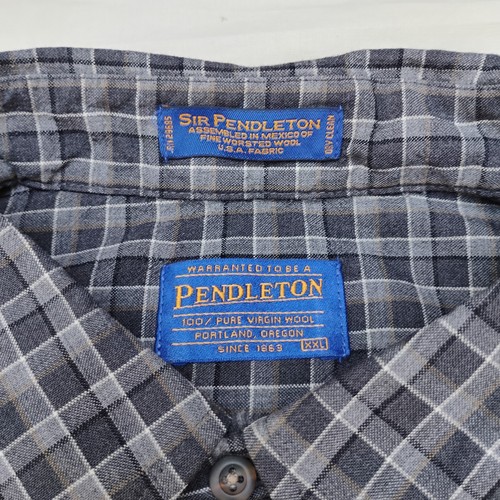 SIR PENDLETON
ASSEMBLED IN MEXICO OF
FINE WORSTED WOOL
U.S.A. FABRIC
DRY CLEAN
WARRANTED TO BE A
PENDLETON
100% PURE VIRGIN WOOL
PORTLAND, OREGON
SINCE 1863
XXL